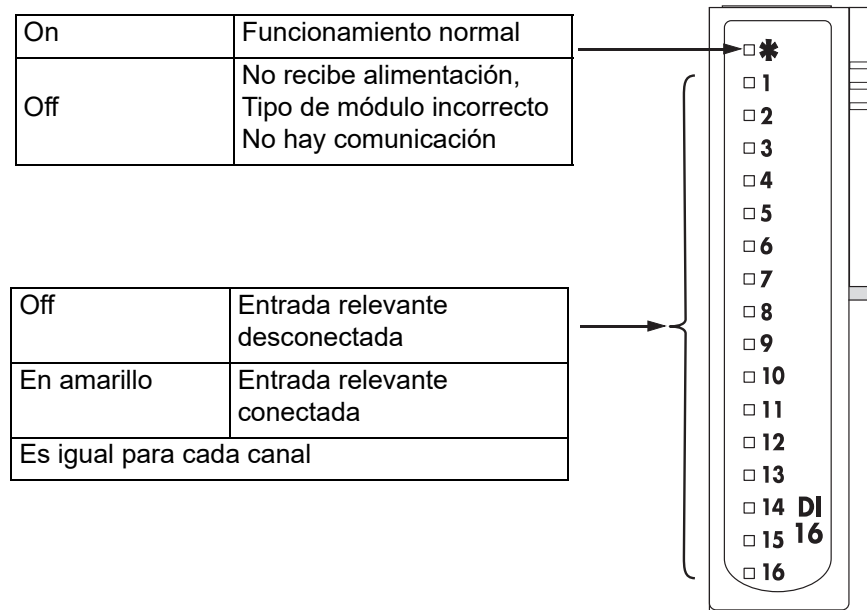 On
Funcionamiento normal
Off
No recibe alimentación,
Tipo de módulo incorrecto
No hay comunicación
Off
Entrada relevante
desconectada
En amarillo
Entrada relevante
conectada
Es igual para cada canal
✱
1
2
3
4
5
6
7
8
9
10
11
12
13
14
15
16
DI
16